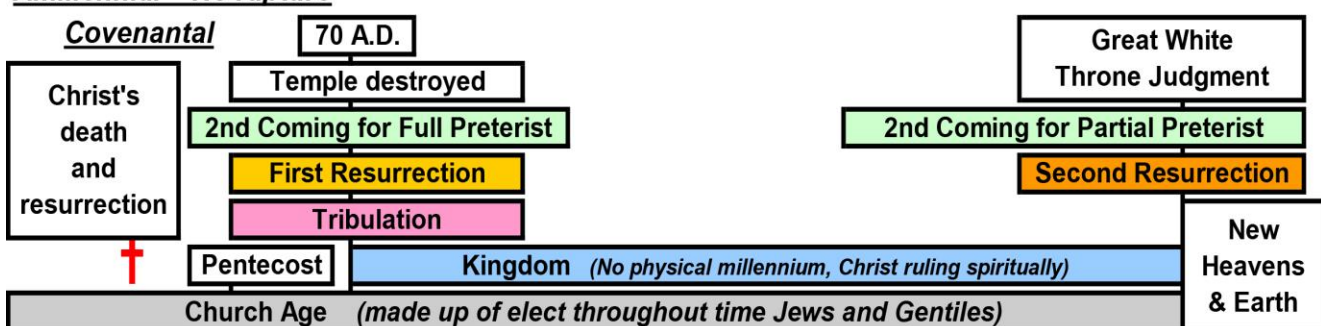 Covenantal
70 A.D.
Great White
Throne Judgment
Christ's
death
and
resurrection
Temple destroyed
2nd Coming for Full Preterist
2nd Coming for Partial Preterist
First Resurrection
Second Resurrection
Tribulation
New
Heavens
& Earth
Pentecost
Kingdom (No physical millennium, Christ ruling spiritually)
Church Age (made up of elect throughout time Jews and Gentiles)